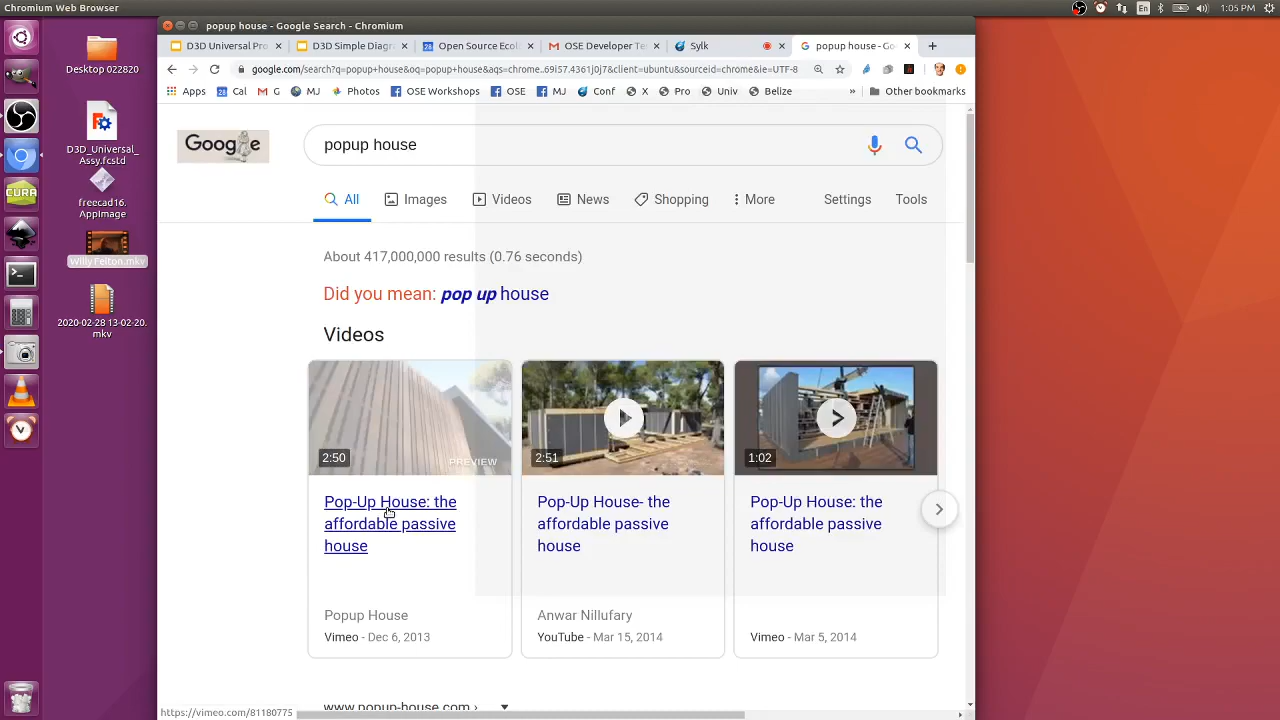 Chromium Web Browser
En
1:05 PM
popup house - Google Search - Chromium
D3D Universal Pro
D3D Simple Diagr
Open Source Ecol
OSE Developer Te
Sylk
popup house - Go
google.com/search?q=popup+house&oq=popup+house&aqs=chrome..69i57.4361j0j7&client=ubuntu&sourceid=chrome&ie=UTF-8
Apps
Cal
G
MJ
Photos
OSE Workshops
OSE
MJ
Conf
X
Pro
Univ
Belize
»
Other bookmarks
Desktop 022820
D3D_Universal_
Assy.fcstd
freecad16.
AppImage
WillyFelton.mkv
2020-02-28 13-02-20.
mkv
CURA
Google
popup house
All
Images
Videos
News
Shopping
More
Settings
Tools
About 417,000,000 results (0.76 seconds)
Did you mean: pop up house
Videos
2:50
PREVIEW
2:51
1:02
Pop-Up House: the
affordable passive
house
Popup House
Vimeo - Dec 6, 2013
Pop-Up House- the
affordable passive
house
Anwar Nillufary
YouTube - Mar 15, 2014
Pop-Up House: the
affordable passive
house
Vimeo - Mar 5, 2014
www.popup-house.com ›
https://vimeo.com/81180775